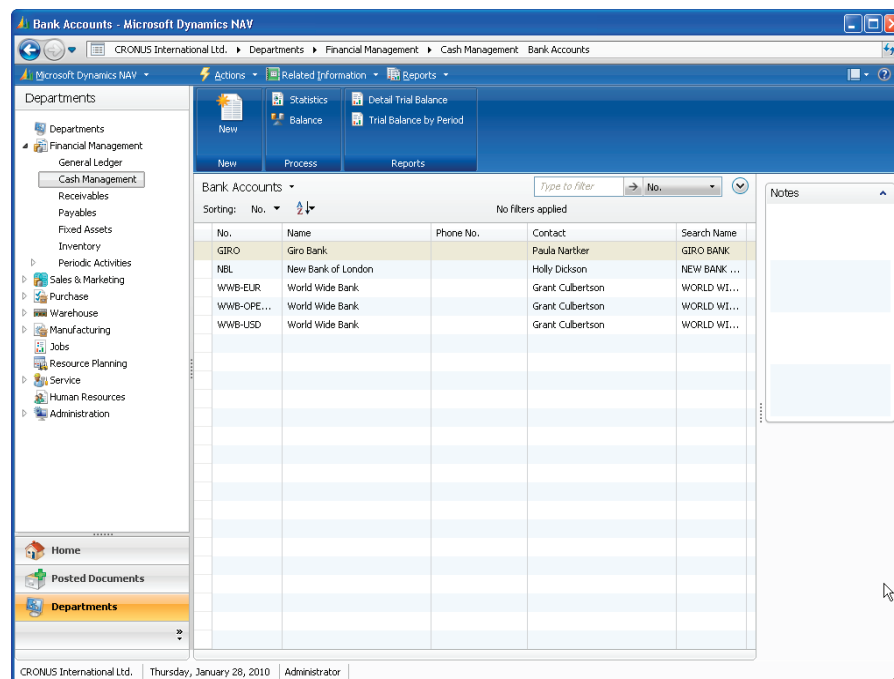 Bank Accounts - Microsoft Dynamics NAV
CRONUS International Ltd. Departments Financial Management Cash Management Bank Accounts
Microsoft Dynamics NAV Actions Related Information Reports
Departments
Departments
Financial Management
General Ledger
Cash Management
Receivables
Payables
Fixed Assets
Inventory
Periodic Activities
Sales & Marketing
Purchase
Warehouse
Manufacturing
Jobs
Resource Planning
Service
Human Resources
Administration
Home
Posted Documents
Departments
New
Statistics
Balance
Detail Trial Balance
Trial Balance by Period
New Process Reports
Bank Accounts Type to filter No.
Sorting: No. No filters applied
No. Name Phone No. Contact Search Name
GIRO Giro Bank Paula Nartker GIRO BANK
NBL New Bank of London Holly Dickson NEW BANK ...
WWB-EUR World Wide Bank Grant Culbertson WORLD WI...
WWB-OPE... World Wide Bank Grant Culbertson WORLD WI...
WWB-USD World Wide Bank Grant Culbertson WORLD WI...
Notes
CRONUS International Ltd. Thursday, January 28, 2010 Administrator